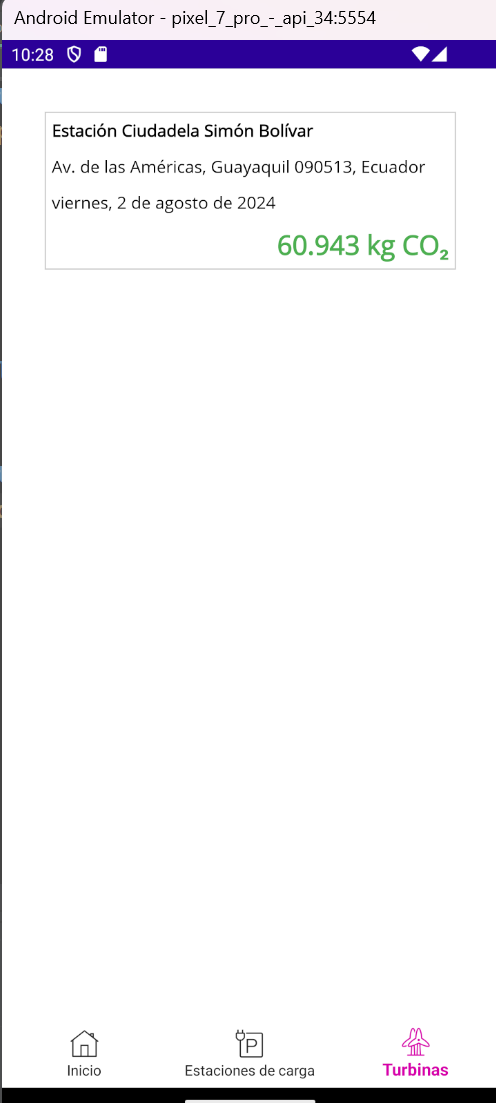 Android Emulator - pixel_7_pro_-_api_34:5554
10:28
Estación Ciudadela Simón Bolívar
Av. de las Américas, Guayaquil 090513, Ecuador
viernes, 2 de agosto de 2024
60.943 kg CO₂
P
Inicio
Estaciones de carga
Turbinas